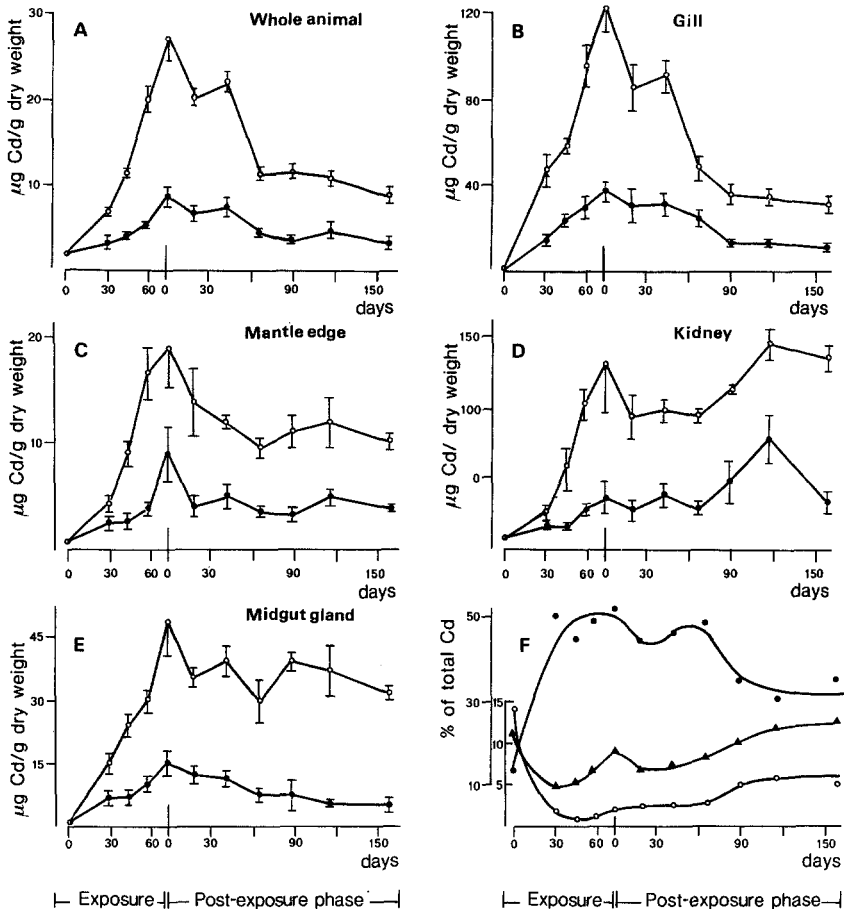 A Whole animal
µg Cd/g dry weight
30
20
10
0 30 60 0 30 90 150
days
B Gill
µg Cd/g dry weight
120
80
40
0 30 60 0 30 90 150
days
C Mantle edge
µg Cd/g dry weight
20
10
0 30 60 0 30 90 150
days
D Kidney
µg Cd/ dry weight
150
100
0
0 30 60 0 30 90 150
days
E Midgut gland
µg Cd/g dry weight
45
30
15
0 30 60 0 30 90 150
days
F
% of total Cd
50
30
10
15
10
5
0 30 60 0 30 90 150
days
Exposure Post-exposure phase
Exposure Post-exposure phase